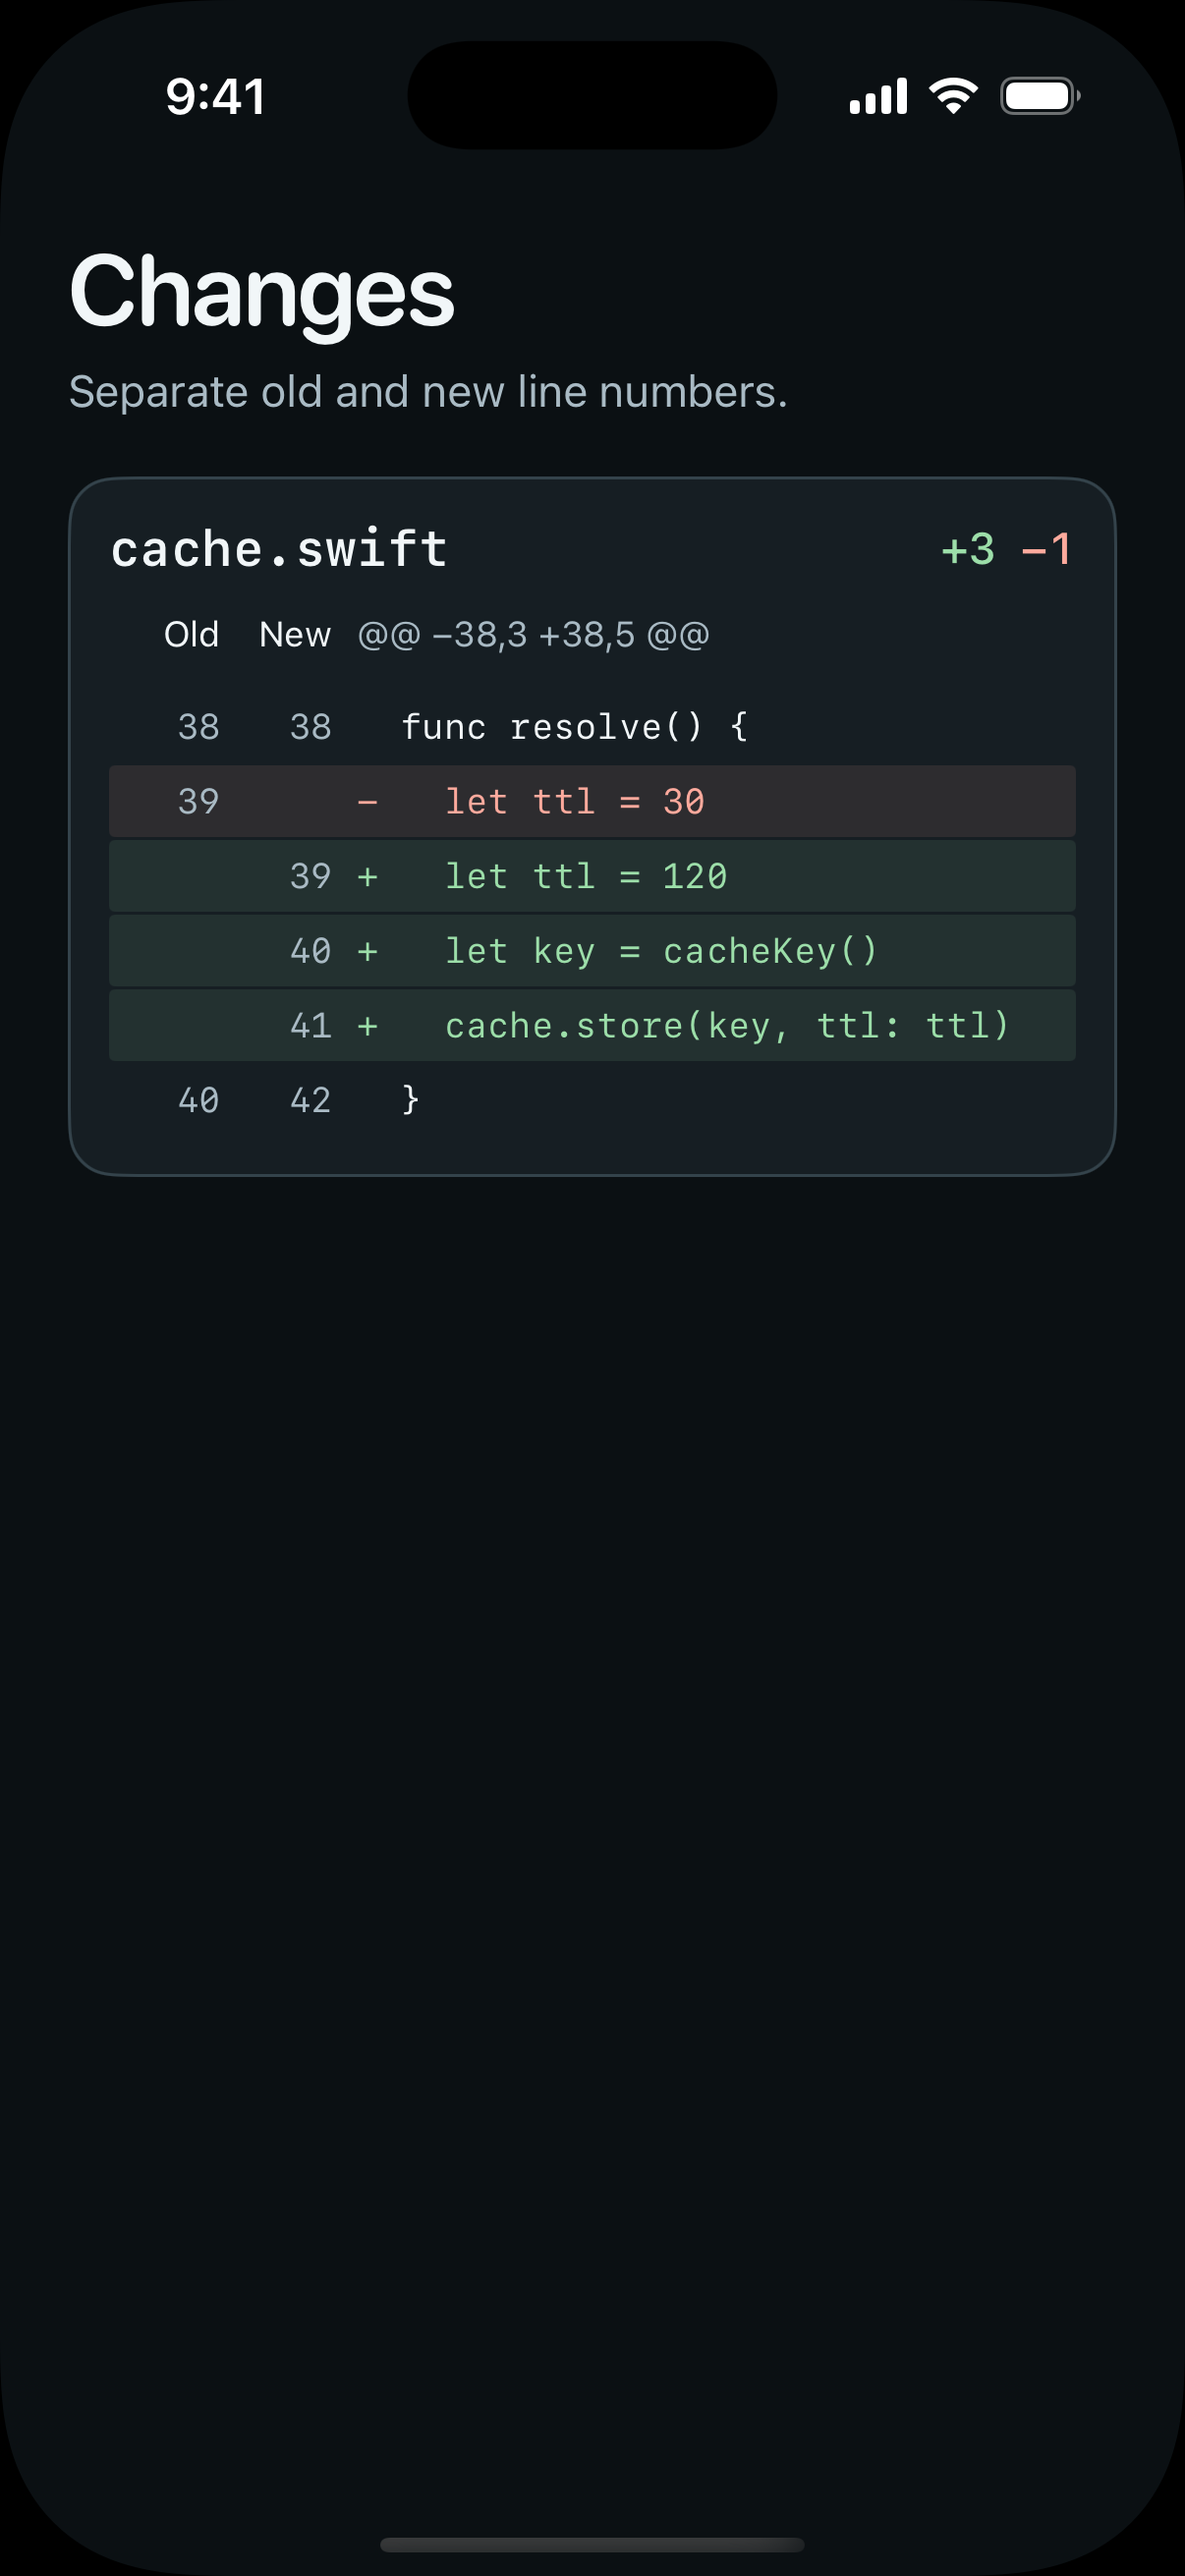 9:41
Changes
Separate old and new line numbers.
cache.swift +3 −1
Old New @@ −38,3 +38,5 @@
38 38 func resolve() {
39 − let ttl = 30
39 + let ttl = 120
40 + let key = cacheKey()
41 + cache.store(key, ttl: ttl)
40 42 }